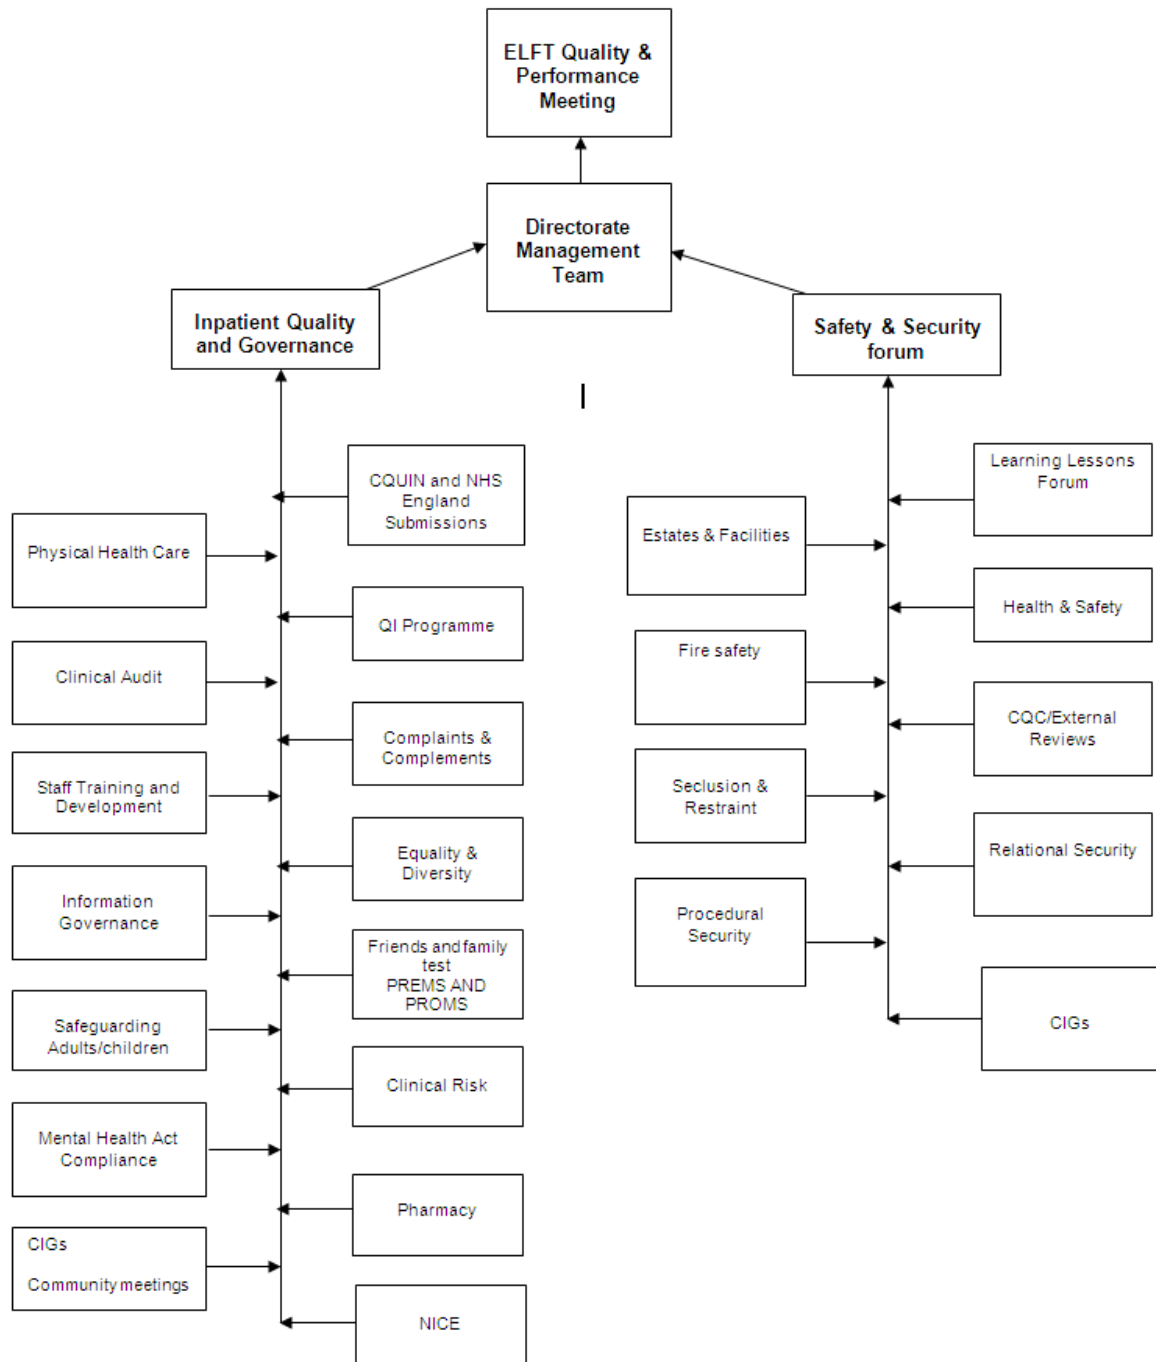 ELFT Quality &
Performance
Meeting
Directorate
Management
Team
Inpatient Quality
and Governance
Safety & Security
forum
CQUIN and NHS
England
Submissions
Physical Health Care
QI Programme
Clinical Audit
Complaints &
Complements
Staff Training and
Development
Equality &
Diversity
Information
Governance
Friends and family
test
PREMS AND
PROMS
Safeguarding
Adults/children
Clinical Risk
Mental Health Act
Compliance
Pharmacy
CIGs
Community meetings
NICE
Learning Lessons
Forum
Estates & Facilities
Health & Safety
Fire safety
CQC/External
Reviews
Seclusion &
Restraint
Relational Security
Procedural
Security
CIGs